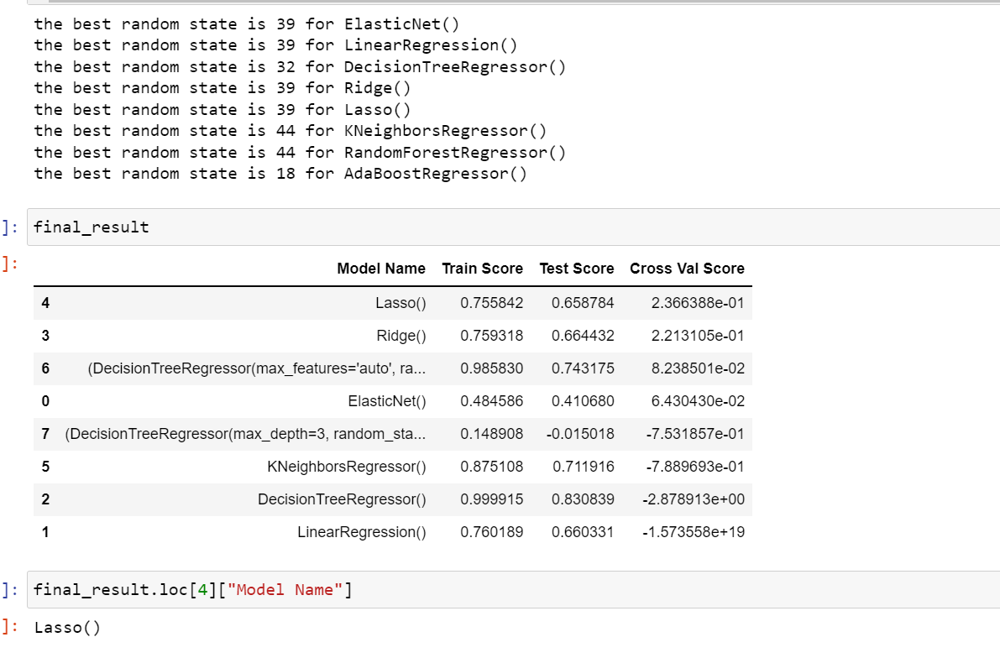 the best random state is 39 for ElasticNet()
the best random state is 39 for LinearRegression()
the best random state is 32 for DecisionTreeRegressor()
the best random state is 39 for Ridge()
the best random state is 39 for Lasso()
the best random state is 44 for KNeighborsRegressor()
the best random state is 44 for RandomForestRegressor()
the best random state is 18 for AdaBoostRegressor()
]: final_result
]:
Model Name Train Score Test Score Cross Val Score
4 Lasso() 0.755842 0.658784 2.366388e-01
3 Ridge() 0.759318 0.664432 2.213105e-01
6 (DecisionTreeRegressor(max_features='auto', ra... 0.985830 0.743175 8.238501e-02
0 ElasticNet() 0.484586 0.410680 6.430430e-02
7 (DecisionTreeRegressor(max_depth=3, random_sta... 0.148908 -0.015018 -7.531857e-01
5 KNeighborsRegressor() 0.875108 0.711916 -7.889693e-01
2 DecisionTreeRegressor() 0.999915 0.830839 -2.878913e+00
1 LinearRegression() 0.760189 0.660331 -1.573558e+19
]: final_result.loc[4]["Model Name"]
]: Lasso()